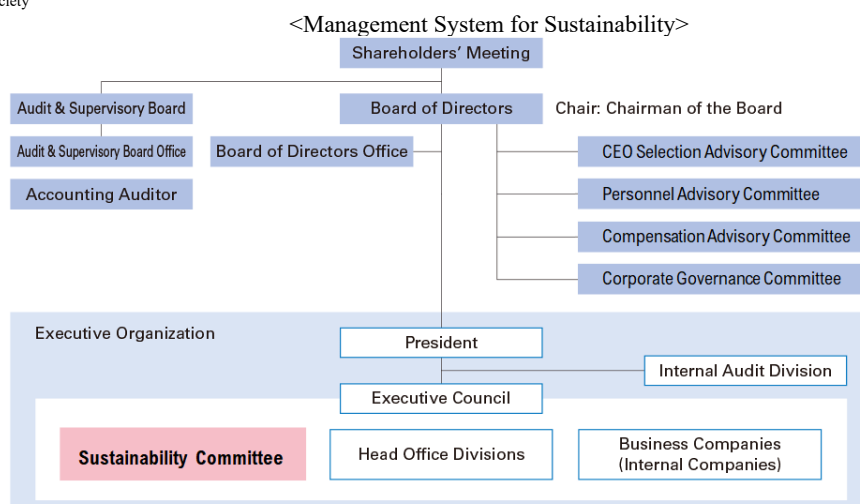 <Management System for Sustainability>
Shareholders' Meeting
Audit & Supervisory Board
Board of Directors
Chair: Chairman of the Board
Audit & Supervisory Board Office
Board of Directors Office
CEO Selection Advisory Committee
Accounting Auditor
Personnel Advisory Committee
Compensation Advisory Committee
Corporate Governance Committee
Executive Organization
President
Internal Audit Division
Executive Council
Sustainability Committee
Head Office Divisions
Business Companies
(Internal Companies)